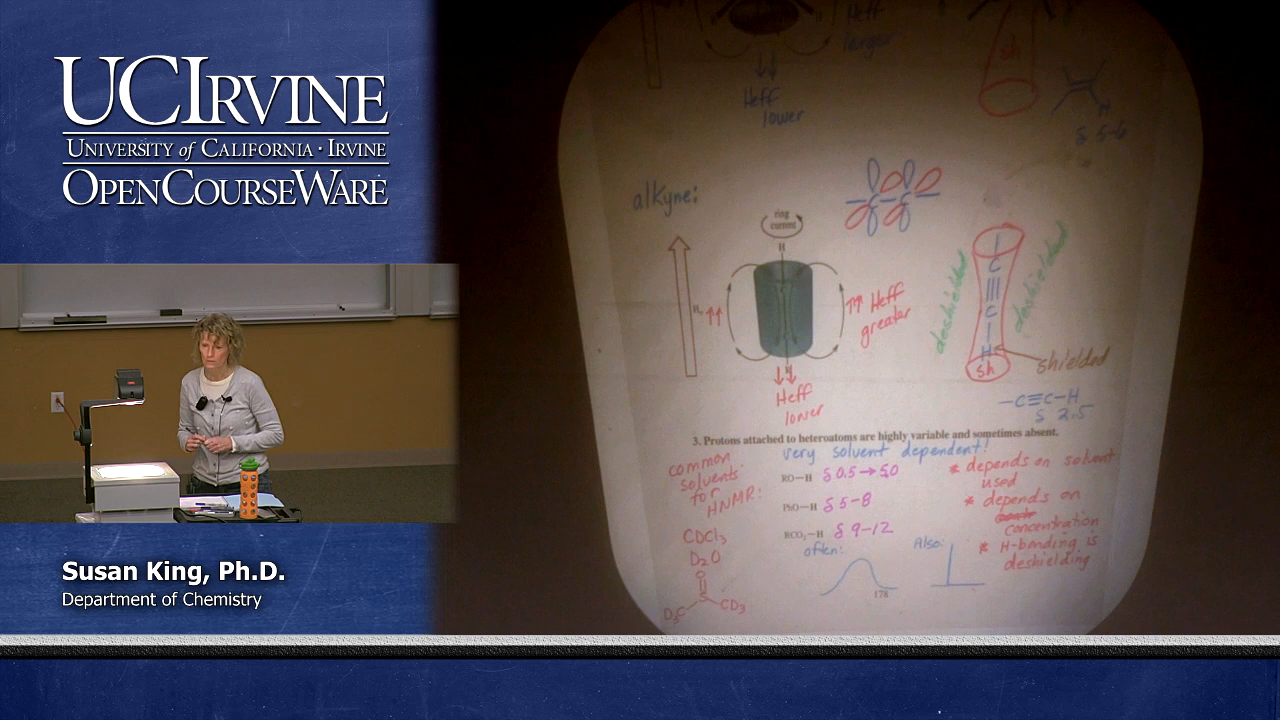 UCIRVINE
UNIVERSITY of CALIFORNIA · IRVINE
OPENCOURSEWARE
Susan King, Ph.D.
Department of Chemistry
Heff
larger
Heff
lower
sh
H
δ 5-6
alkyne:
ring
current
H
H₀
↑↑
↑↑ Heff
greater
H
↓↓
Heff
lower
deshielded
C
≡
C
H
sh
deshielded
shielded
—C≡C—H
δ 2.5
3. Protons attached to heteroatoms are highly variable and sometimes absent.
very solvent dependent!
common
solvents
for
HNMR:
CDCl₃
D₂O
O
S
D₃C CD₃
RO—H δ 0.5 → 5.0
PhO—H δ 5-8
RCO₂—H δ 9-12
often:
Also:
* depends on solvent
used
* depends on
concentration
* H-bonding is
deshielding
178